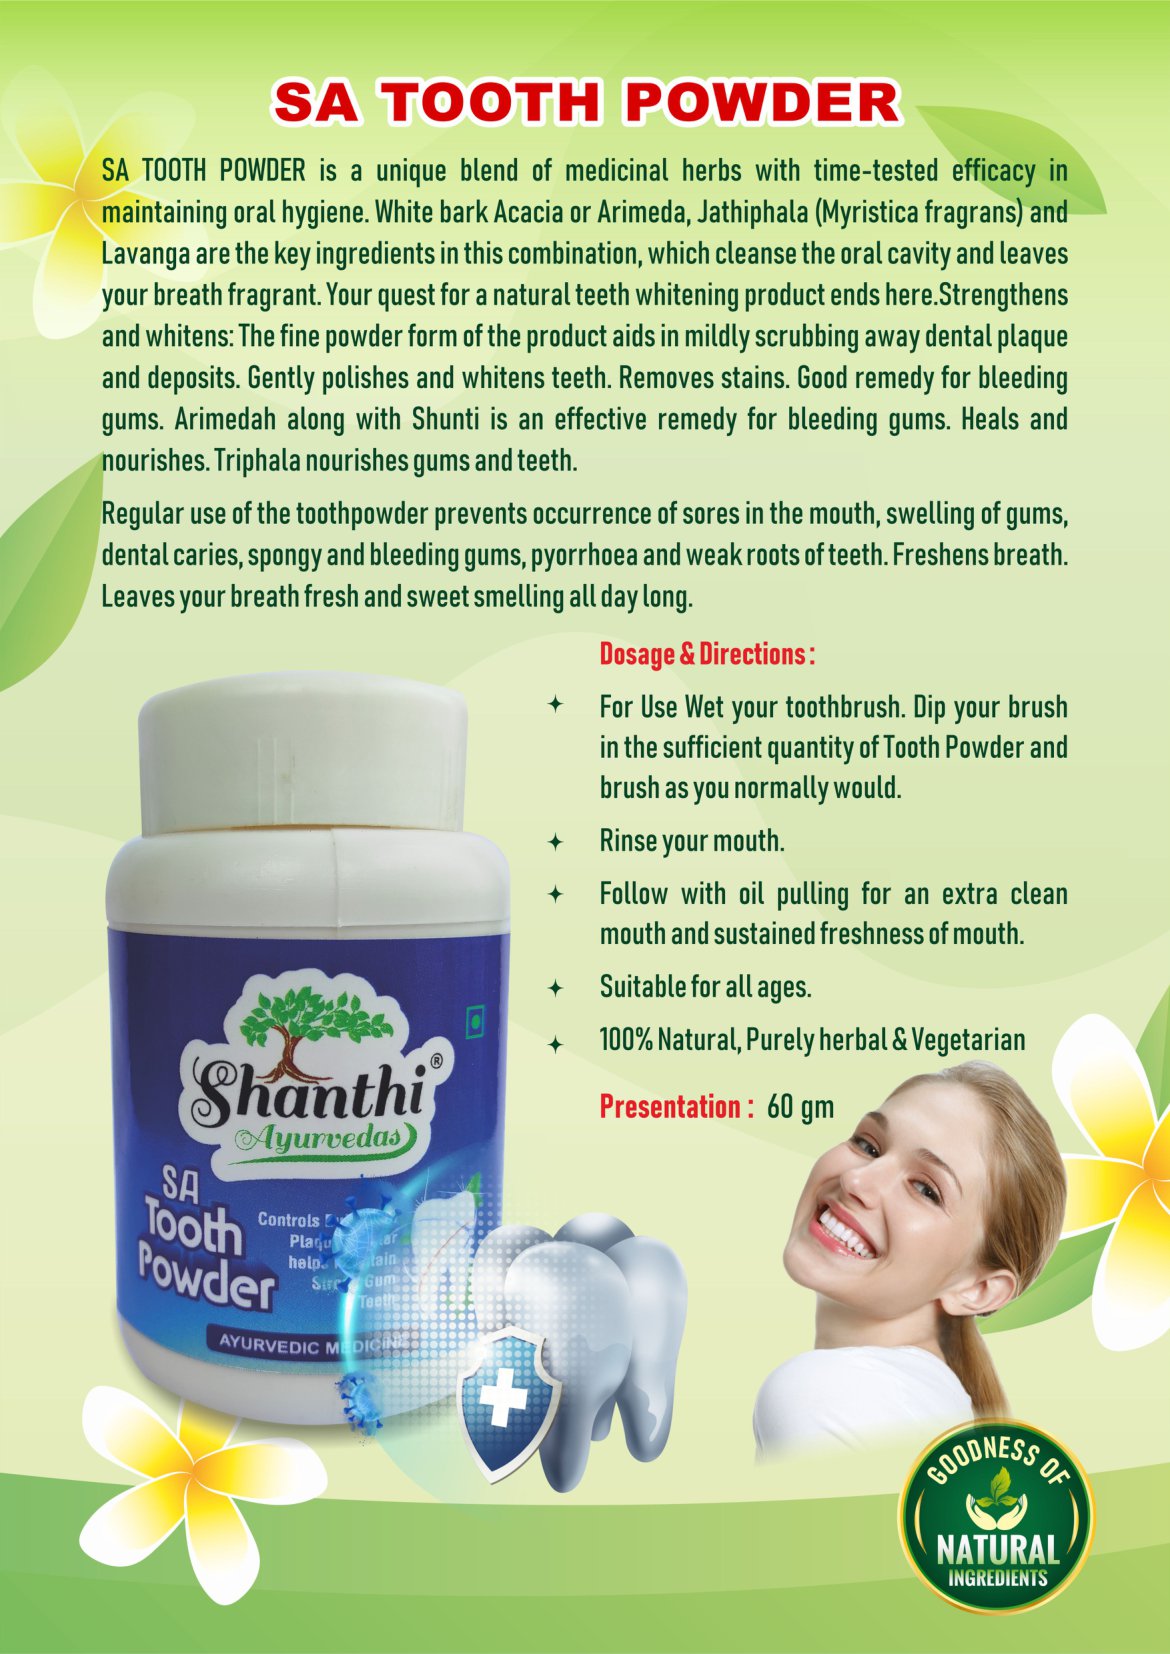 SA TOOTH POWDER
SA TOOTH POWDER is a unique blend of medicinal herbs with time-tested efficacy in
maintaining oral hygiene. White bark Acacia or Arimeda, Jathiphala (Myristica fragrans) and
Lavanga are the key ingredients in this combination, which cleanse the oral cavity and leaves
your breath fragrant. Your quest for a natural teeth whitening product ends here.Strengthens
and whitens: The fine powder form of the product aids in mildly scrubbing away dental plaque
and deposits. Gently polishes and whitens teeth. Removes stains. Good remedy for bleeding
gums. Arimedah along with Shunti is an effective remedy for bleeding gums. Heals and
nourishes. Triphala nourishes gums and teeth.
Regular use of the toothpowder prevents occurrence of sores in the mouth, swelling of gums,
dental caries, spongy and bleeding gums, pyorrhoea and weak roots of teeth. Freshens breath.
Leaves your breath fresh and sweet smelling all day long.
Dosage & Directions :
For Use Wet your toothbrush. Dip your brush
in the sufficient quantity of Tooth Powder and
brush as you normally would.
Rinse your mouth.
Follow with oil pulling for an extra clean
mouth and sustained freshness of mouth.
Suitable for all ages.
100% Natural, Purely herbal & Vegetarian
Presentation : 60 gm
Shanthi®
Ayurvedas
SA
Tooth
Powder
Controls
Gum
Teeth
AYURVEDIC MEDICINE
GOODNESS OF
NATURAL
INGREDIENTS